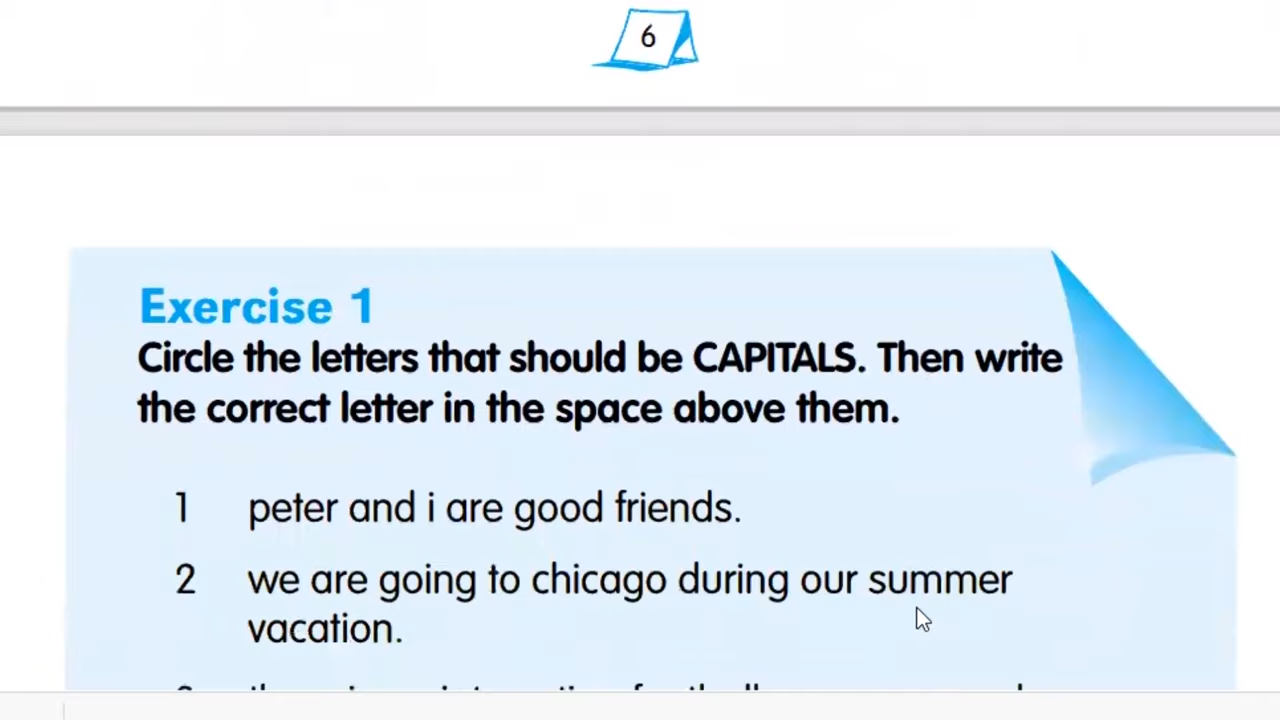 6
Exercise 1
Circle the letters that should be CAPITALS. Then write
the correct letter in the space above them.
1 peter and i are good friends.
2 we are going to chicago during our summer
vacation.